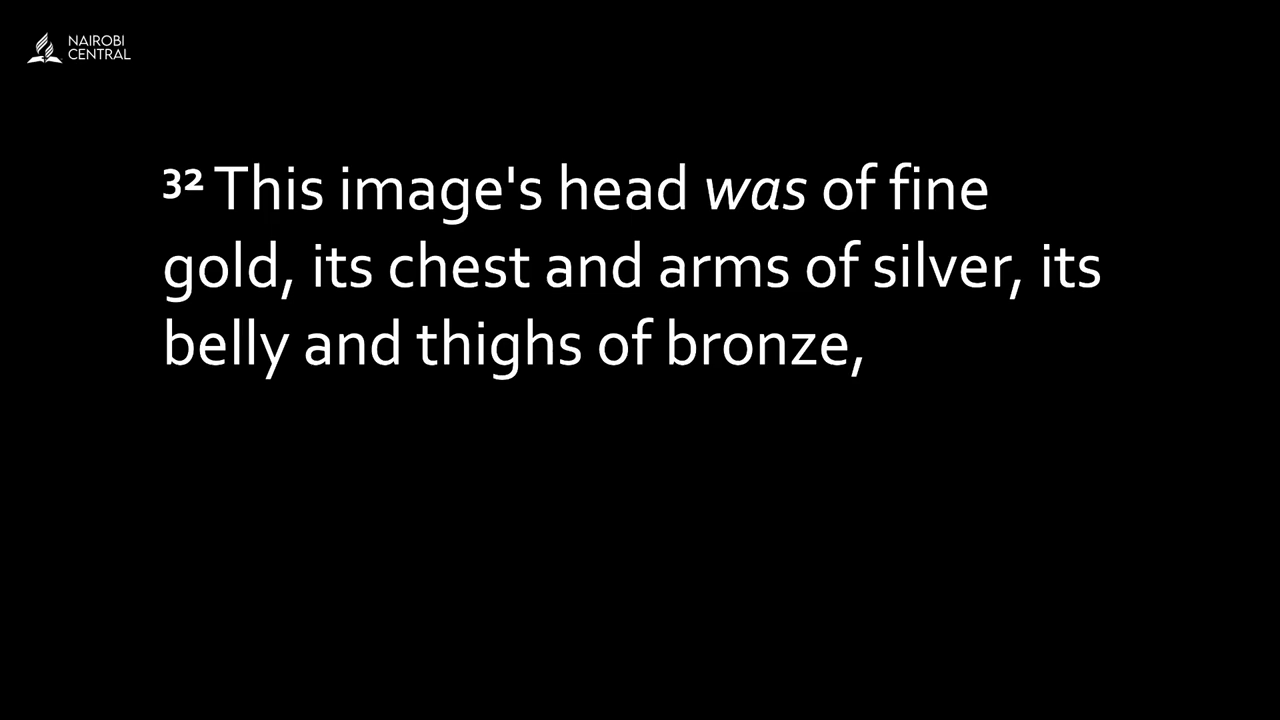 NAIROBI
CENTRAL
32 This image's head was of fine
gold, its chest and arms of silver, its
belly and thighs of bronze,